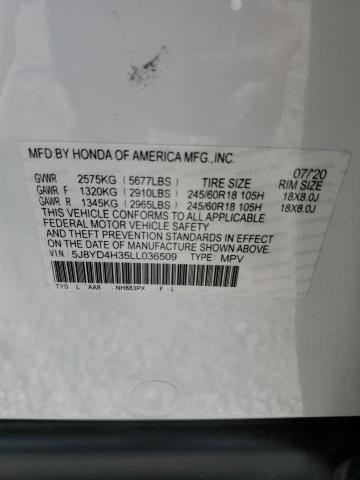 MFD.BY HONDA OF AMERICA MFG.,INC. 07/'20
GVWR 2575KG (5677LBS) TIRE SIZE RIM SIZE
GAWR F 1320KG (2910LBS) 245/60R18 105H 18X8.0J
GAWR R 1345KG (2965LBS) 245/60R18 105H 18X8.0J
THIS VEHICLE CONFORMS TO ALL APPLICABLE
FEDERAL MOTOR VEHICLE SAFETY
AND THEFT PREVENTION STANDARDS IN EFFECT
ON THE DATE OF MANUFACTURE SHOWN ABOVE.
V.I.N: 5J8YD4H35LL036509 TYPE: MPV
TYS L AA8 -NH883PX -F-L